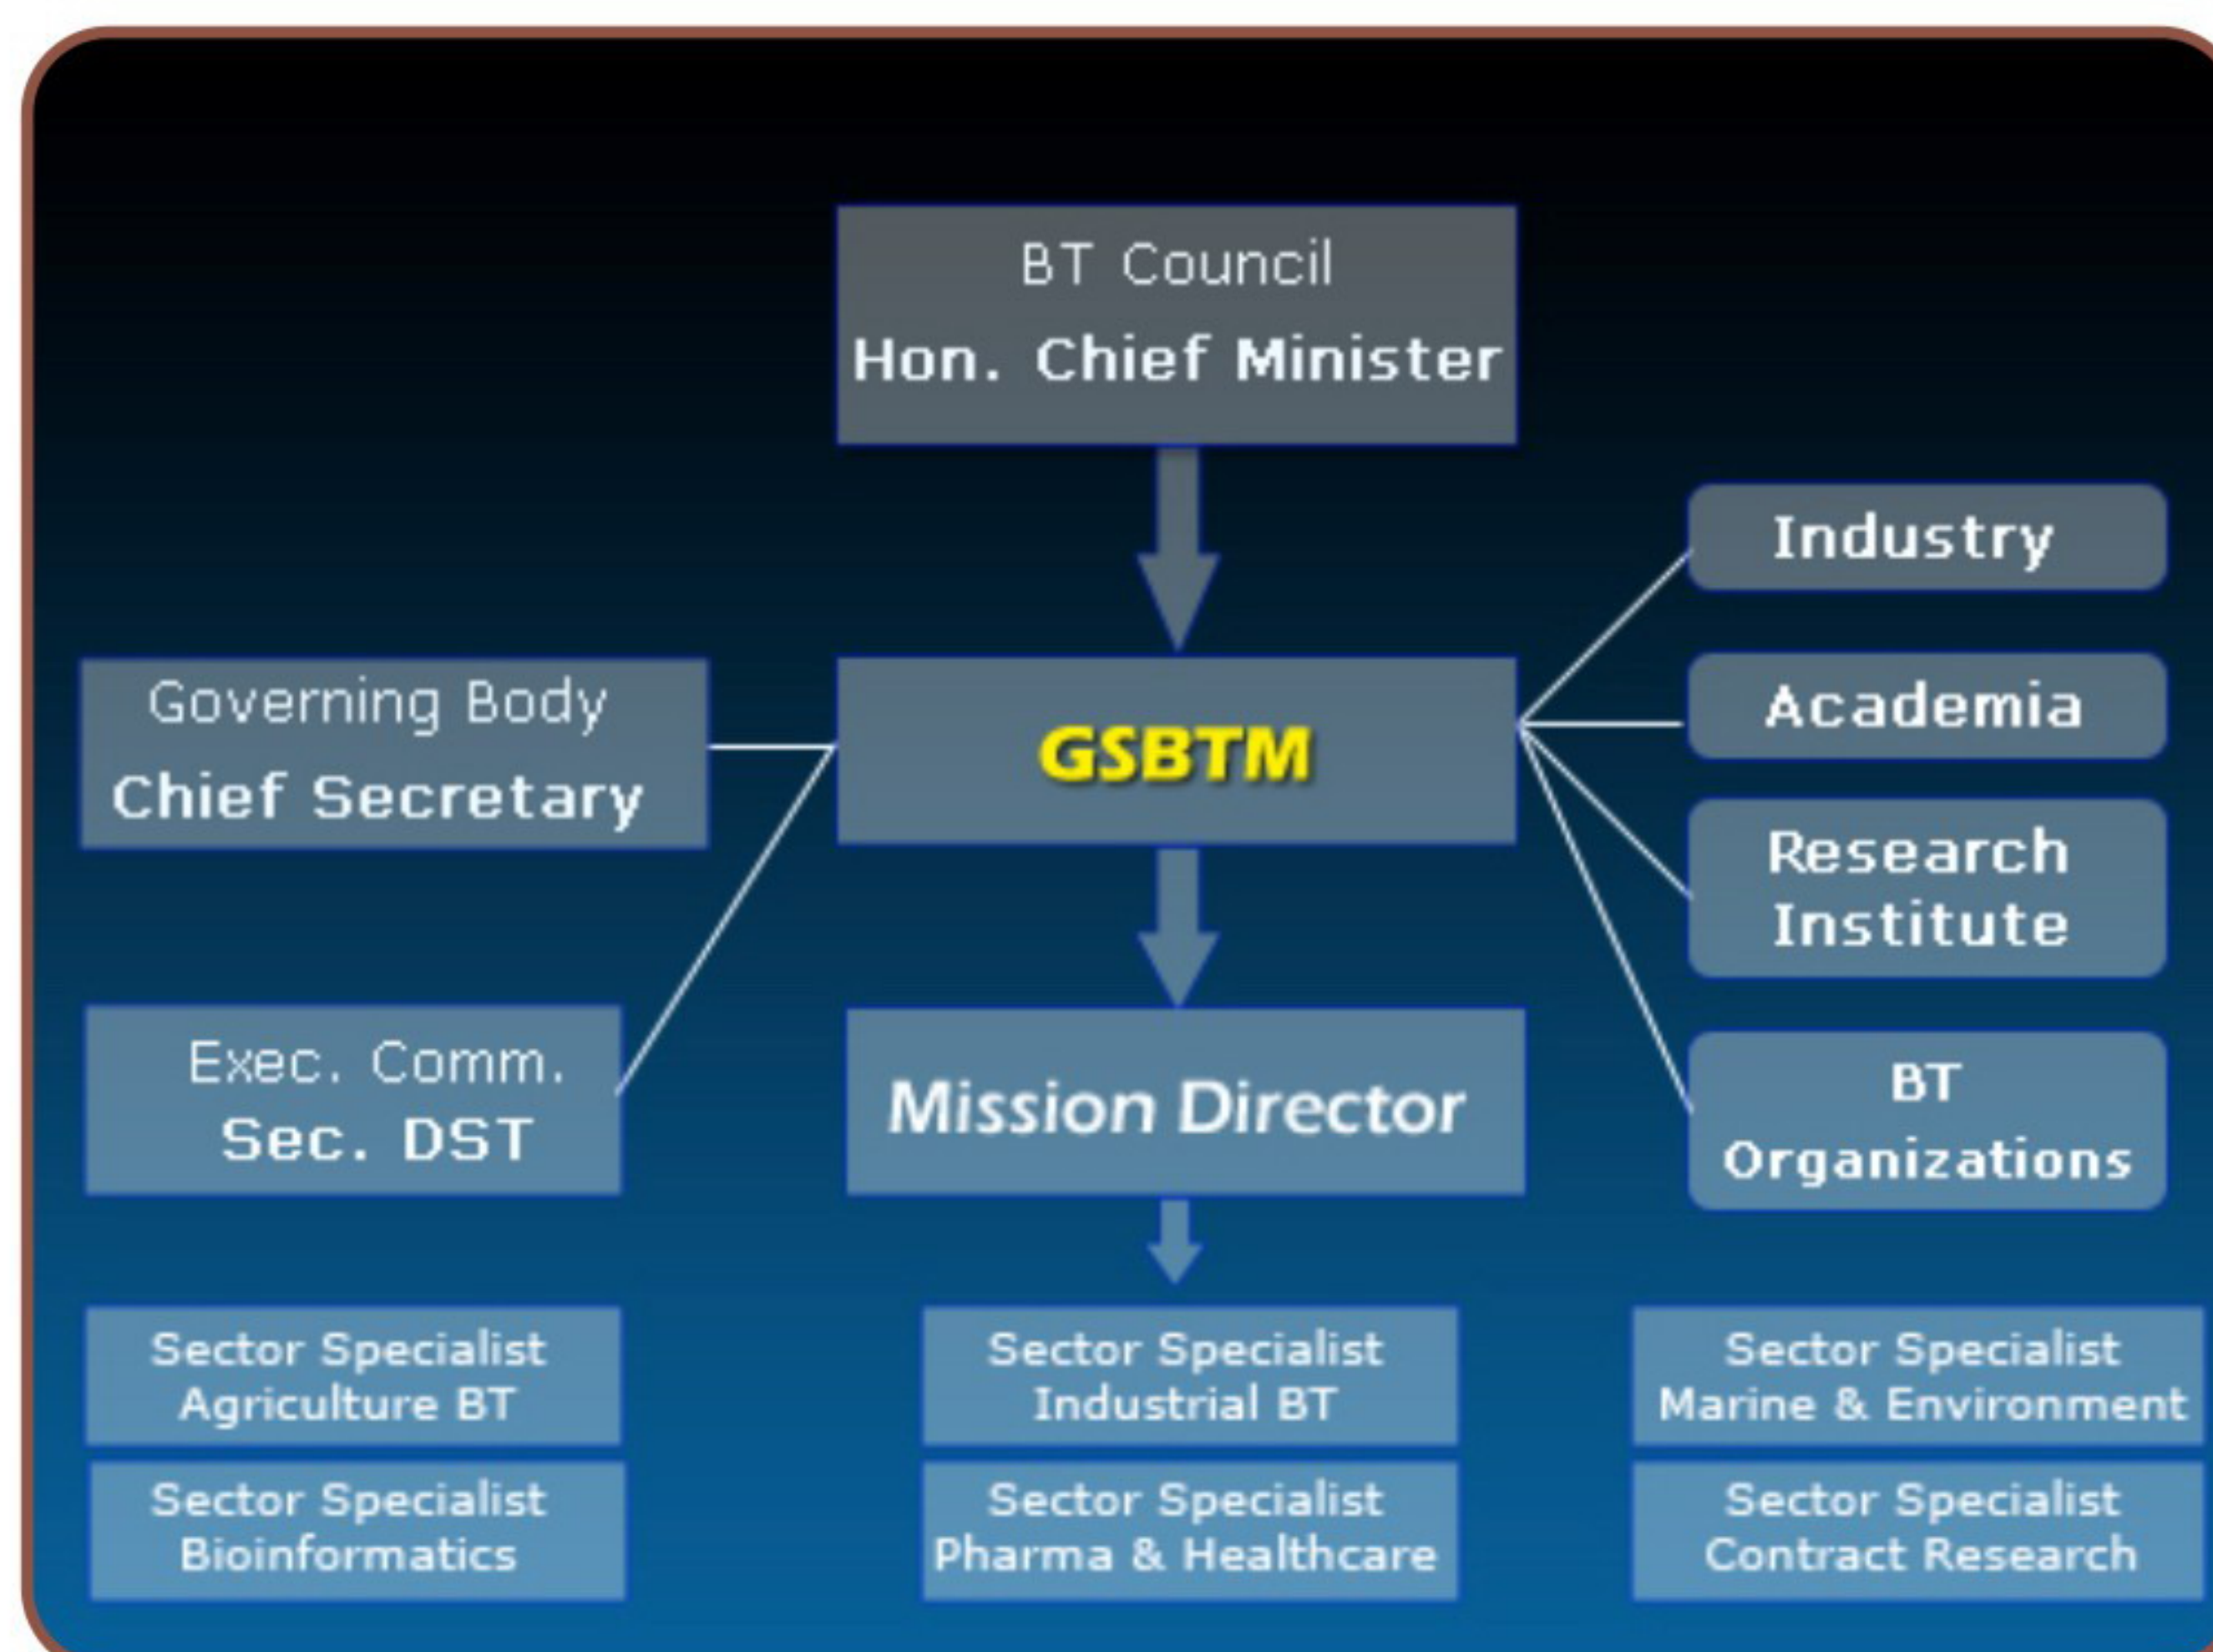 BT Council
Hon. Chief Minister
Industry
Academia
Governing Body
Chief Secretary
GSBTM
Research
Institute
Exec. Comm.
Sec. DST
Mission Director
BT
Organizations
Sector Specialist
Agriculture BT
Sector Specialist
Industrial BT
Sector Specialist
Marine & Environment
Sector Specialist
Bioinformatics
Sector Specialist
Pharma & Healthcare
Sector Specialist
Contract Research